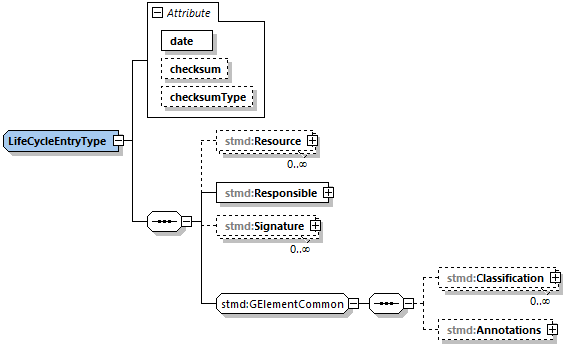 Attribute
date
checksum
checksumType
LifeCycleEntryType
stmd:Resource
0..∞
stmd:Responsible
stmd:Signature
0..∞
stmd:GElementCommon
stmd:Classification
0..∞
stmd:Annotations